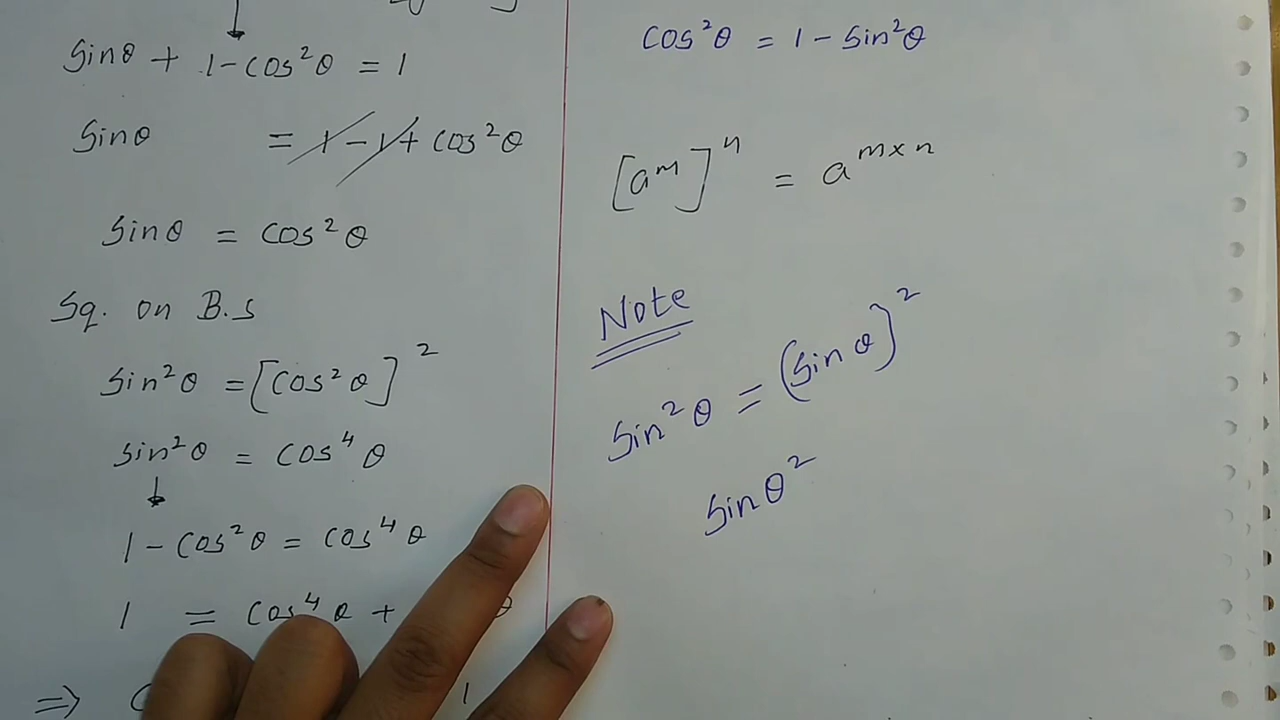 Sinθ + 1-cos²θ = 1
Sinθ = 1 - 1 + cos²θ
Sinθ = cos²θ
Sq. on B.S
Sin²θ = [cos²θ]²
Sin²θ = cos⁴θ
1 - cos²θ = cos⁴θ
1 = cos⁴θ + θ
⇒ 1
cos²θ = 1 - Sin²θ
[aᵐ]ⁿ = aᵐˣⁿ
Note
Sin²θ = (Sinθ)²
Sinθ²